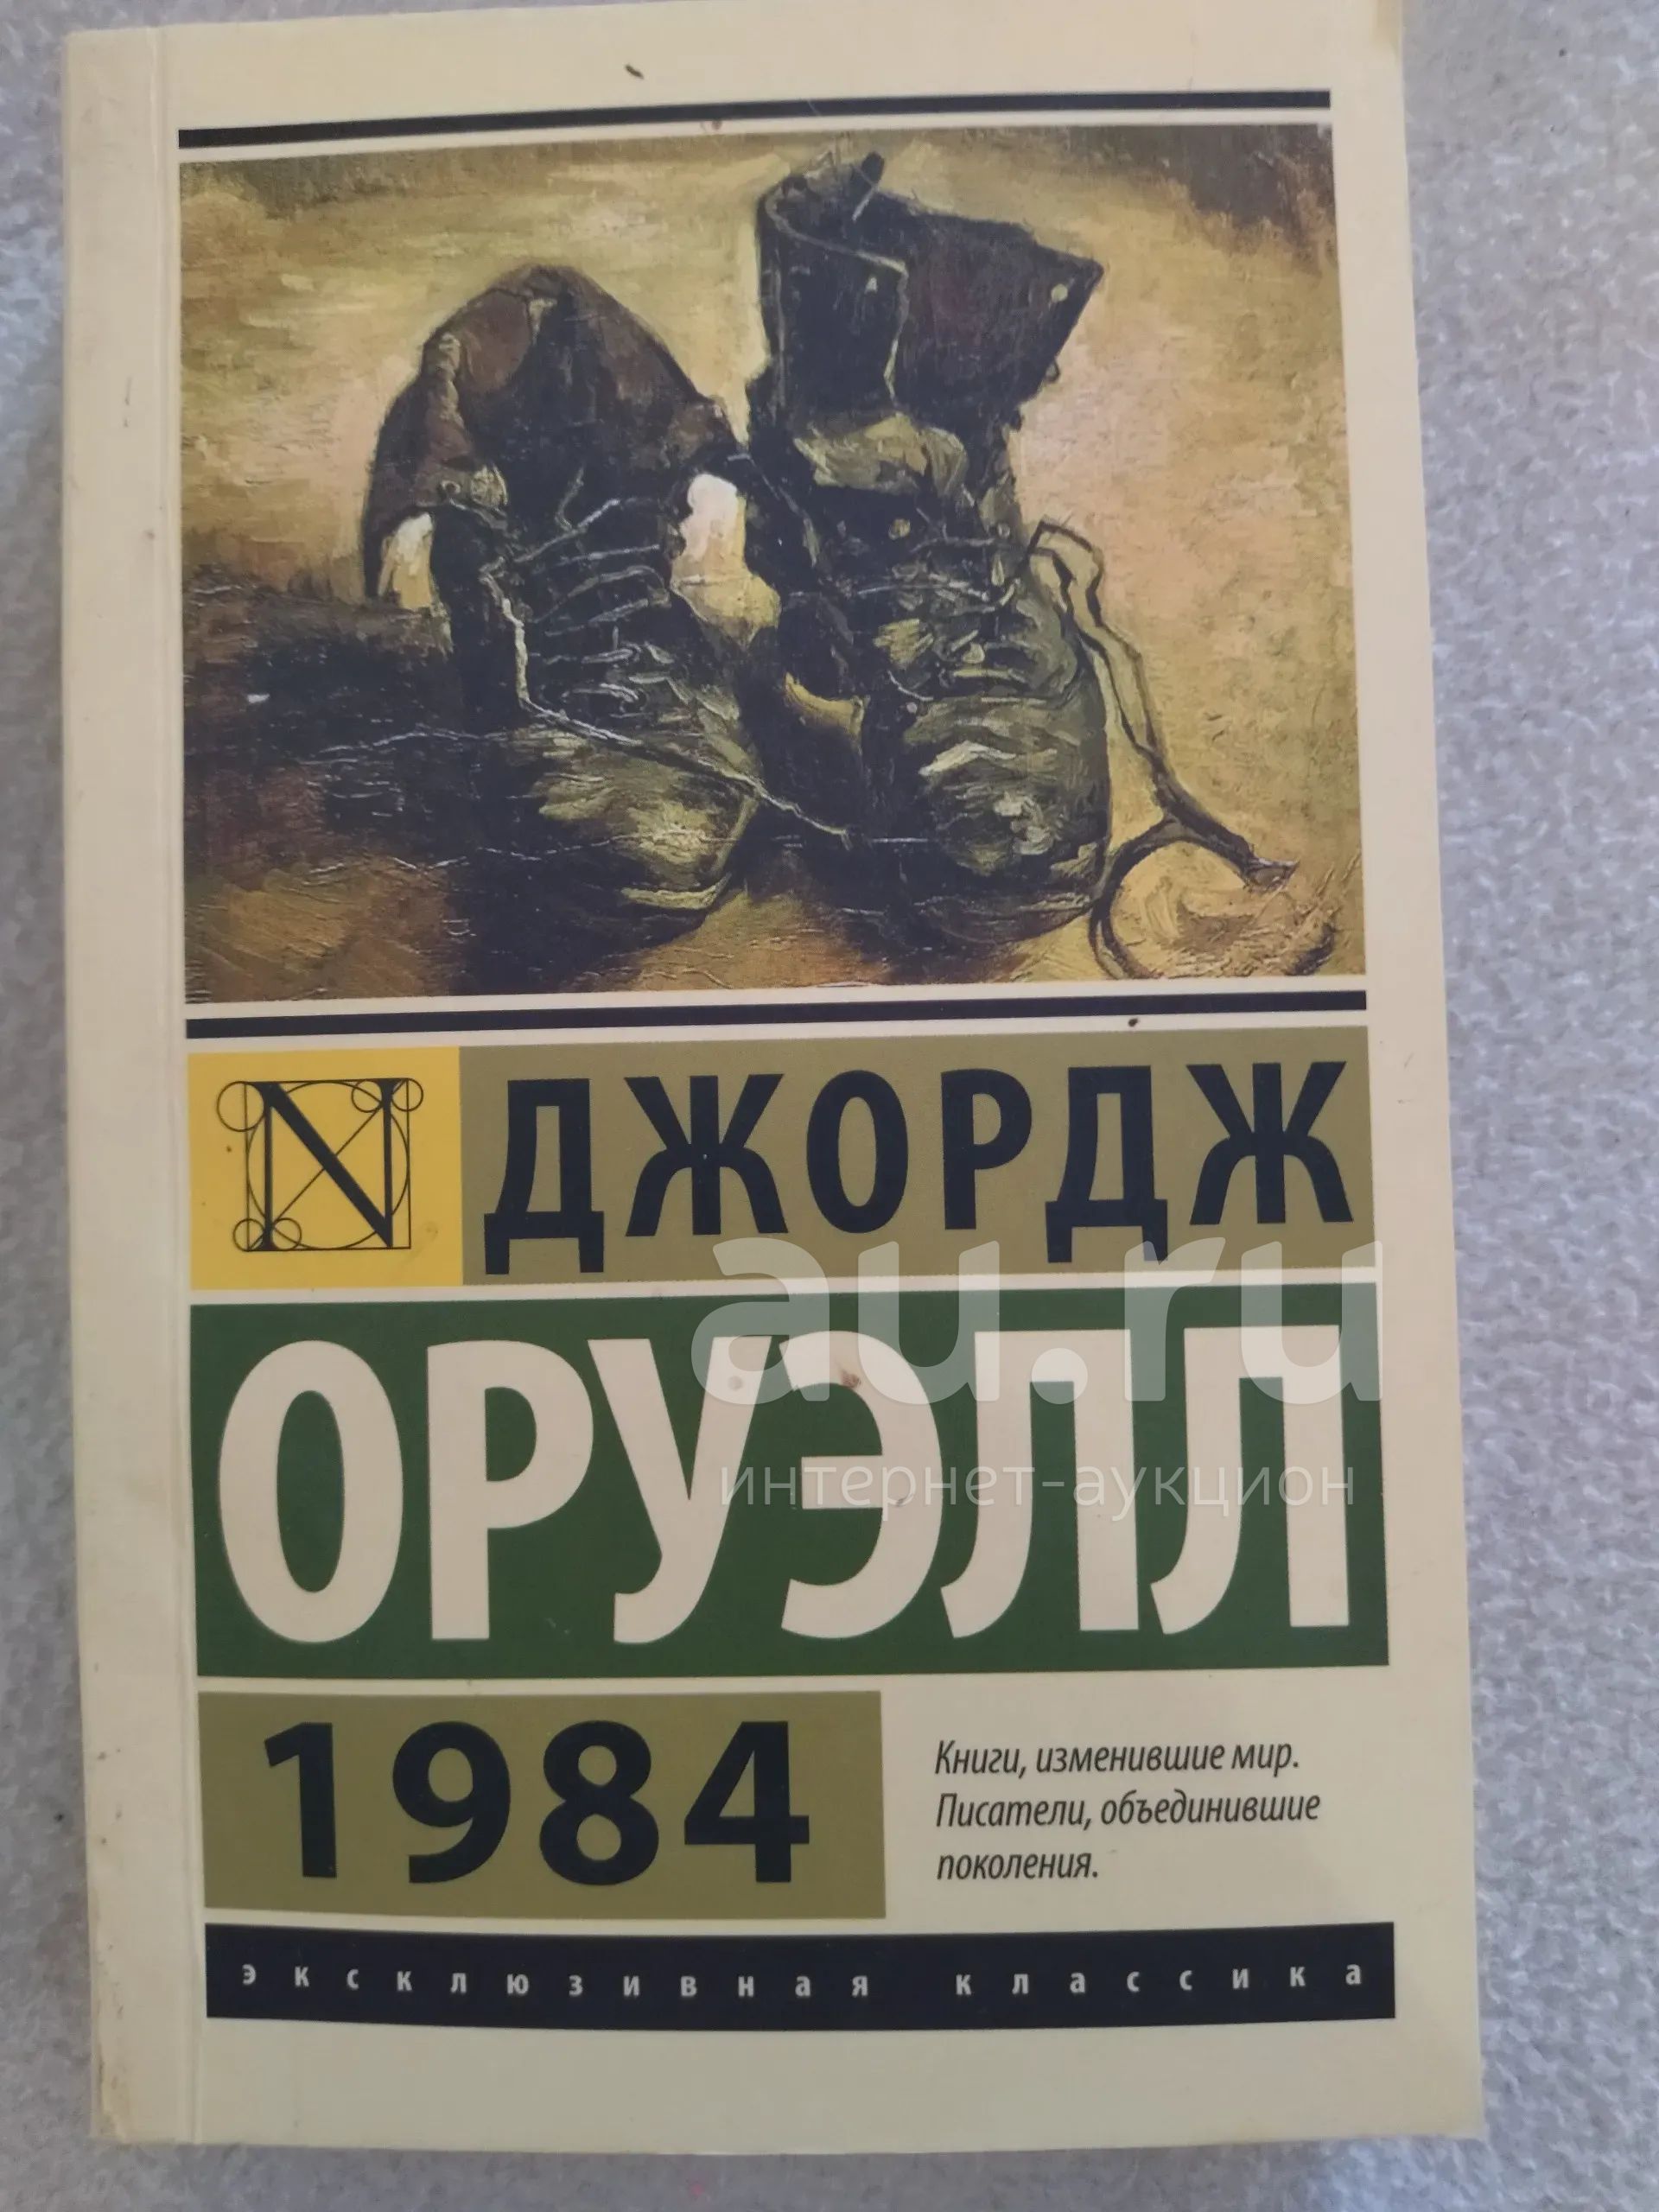 N ДЖОРДЖ
ОРУЭЛЛ
au.ru
интернет-аукцион
1984
Книги, изменившие мир.
Писатели, объединившие
поколения.
эксклюзивная классика